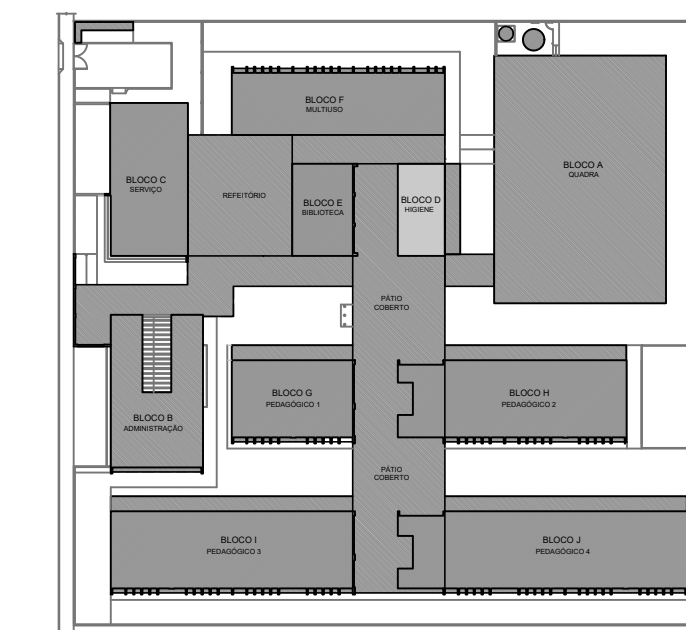 BLOCO F
MULTIUSO
BLOCO A
QUADRA
BLOCO C
SERVIÇO
REFEITÓRIO
BLOCO E
BIBLIOTECA
BLOCO D
HIGIENE
PÁTIO
COBERTO
BLOCO G
PEDAGÓGICO 1
BLOCO H
PEDAGÓGICO 2
BLOCO B
ADMINISTRAÇÃO
PÁTIO
COBERTO
BLOCO I
PEDAGÓGICO 3
BLOCO J
PEDAGÓGICO 4